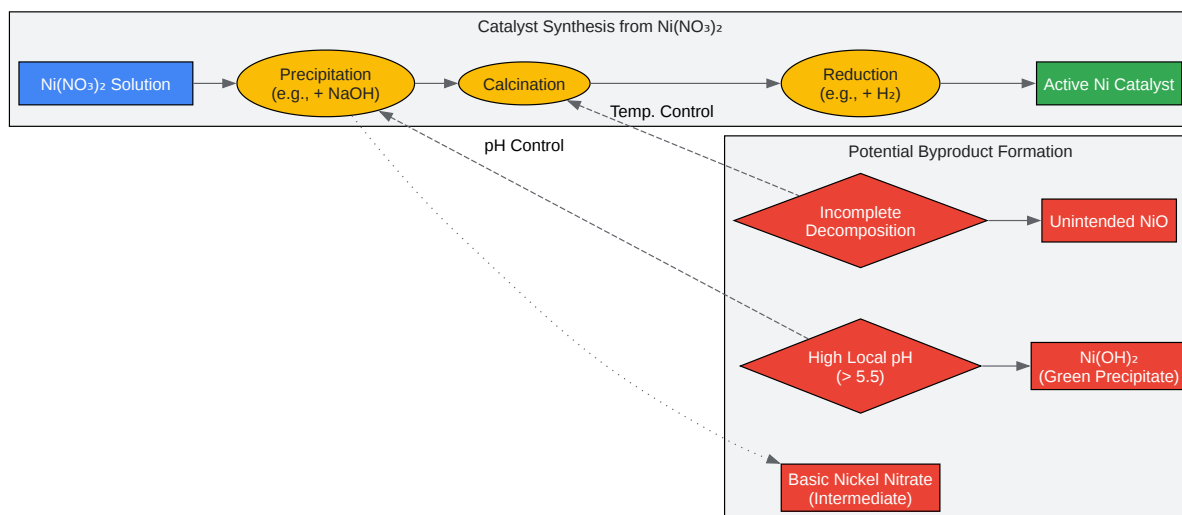 Catalyst Synthesis from Ni(NO₃)₂
Ni(NO₃)₂ Solution
Precipitation
(e.g., + NaOH)
Calcination
Reduction
(e.g., + H₂)
Active Ni Catalyst
Temp. Control
pH Control
Potential Byproduct Formation
Incomplete
Decomposition
Unintended NiO
High Local pH
(> 5.5)
Ni(OH)₂
(Green Precipitate)
Basic Nickel Nitrate
(Intermediate)